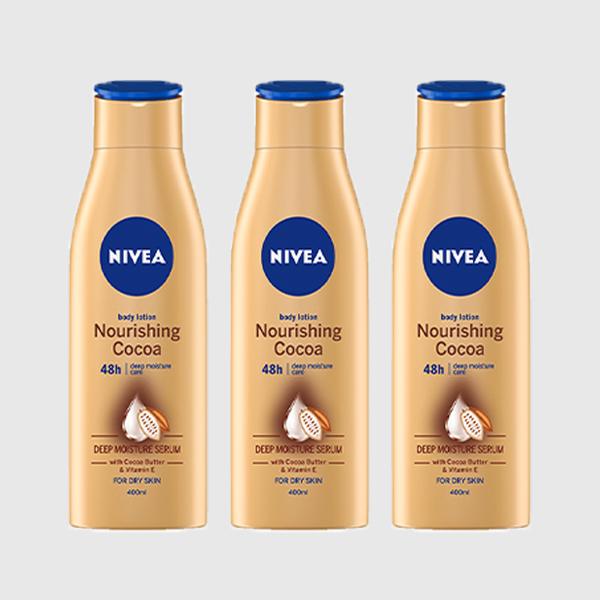 NIVEA
body lotion
Nourishing
Cocoa
48h deep moisture
care
DEEP MOISTURE SERUM
with Cocoa Butter
& Vitamin E
FOR DRY SKIN
400ml
NIVEA
body lotion
Nourishing
Cocoa
48h deep moisture
care
DEEP MOISTURE SERUM
with Cocoa Butter
& Vitamin E
FOR DRY SKIN
400ml
NIVEA
body lotion
Nourishing
Cocoa
48h deep moisture
care
DEEP MOISTURE SERUM
with Cocoa Butter
& Vitamin E
FOR DRY SKIN
400ml